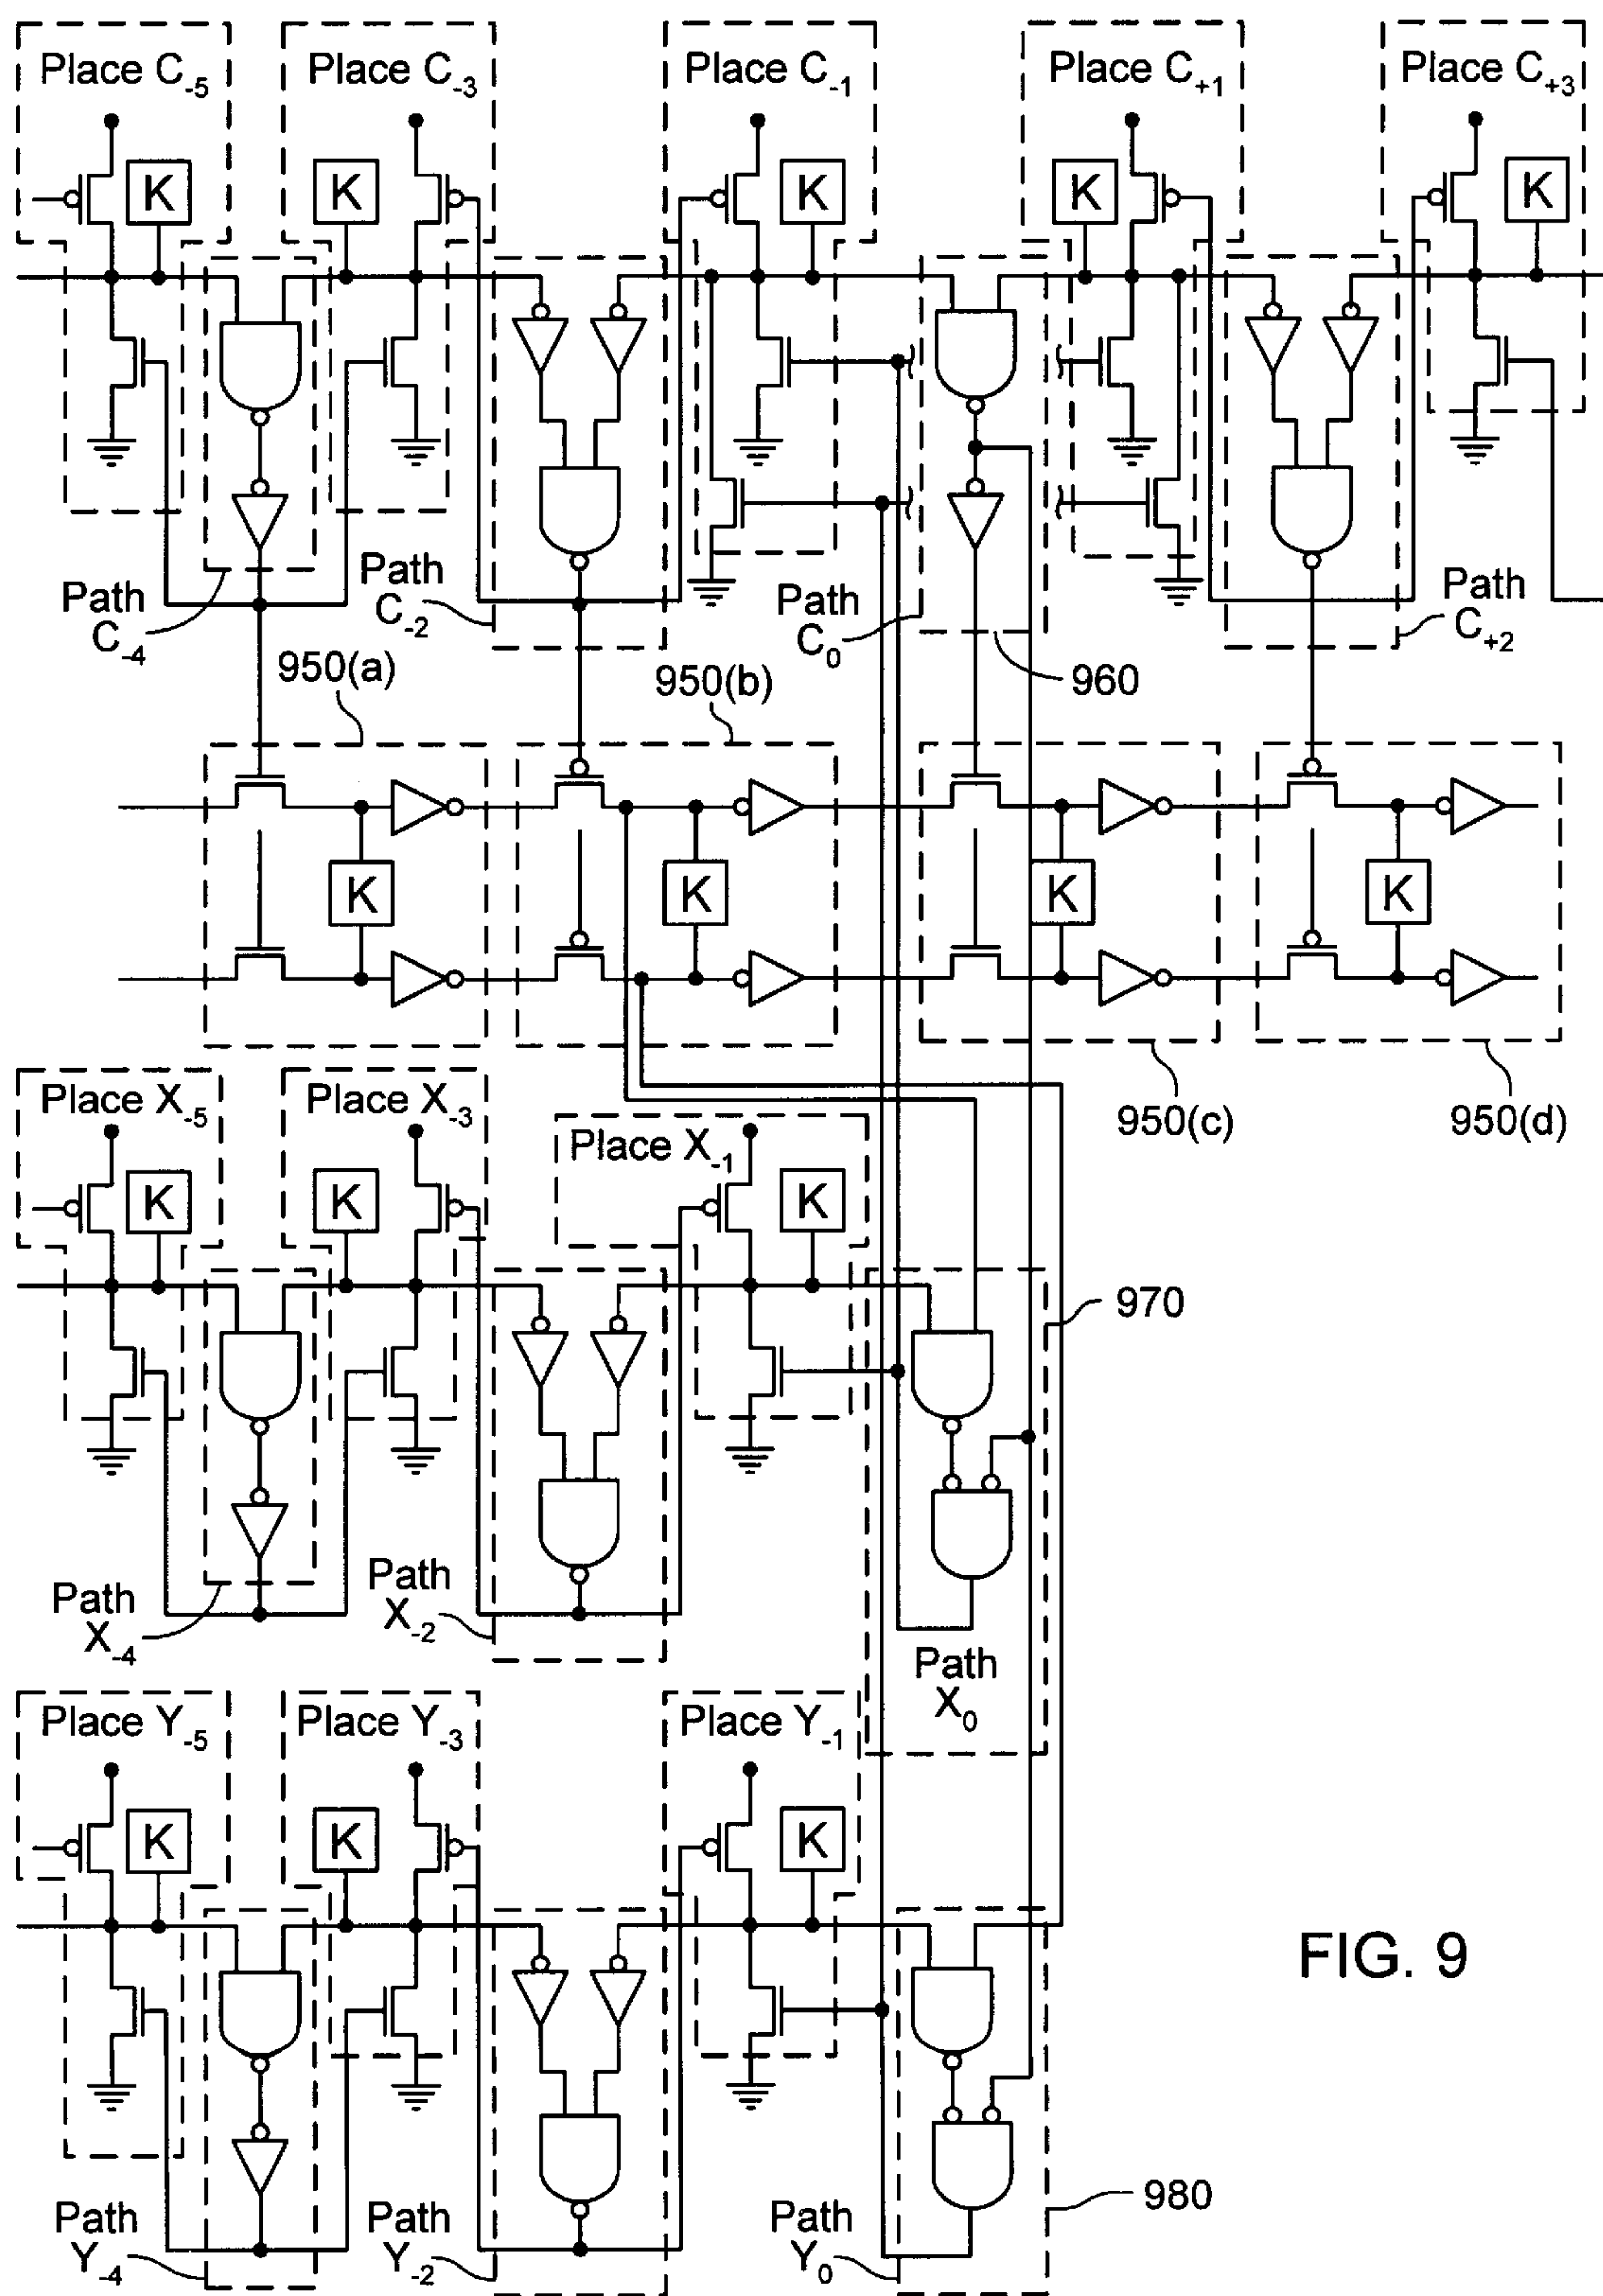 Place C-5
Place C-3
Place C-1
Place C+1
Place C+3
K
K
K
K
K
Path
C-4
Path
C-2
Path
C0
Path
C+2
950(a)
950(b)
960
K
K
K
K
950(c)
950(d)
Place X-5
Place X-3
Place X-1
K
K
K
970
Path
X-4
Path
X-2
Path
X0
Place Y-5
Place Y-3
Place Y-1
K
K
K
FIG. 9
Path
Y-4
Path
Y-2
Path
Y0
980